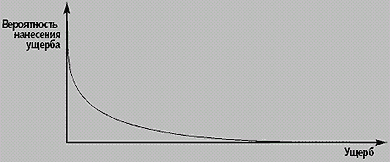 Вероятность
нанесения
ущерба
Ущерб